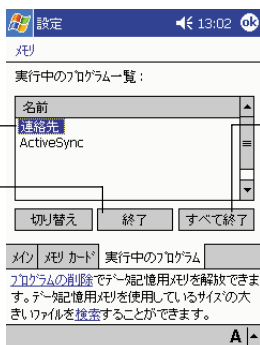 設定 13:02 ok
ﾒﾓﾘ
実行中のﾌﾟﾛｸﾞﾗﾑ一覧：
名前
連絡先
ActiveSync
切り替え 終了 すべて終了
ﾒｲﾝ ﾒﾓﾘ ｶｰﾄﾞ 実行中のﾌﾟﾛｸﾞﾗﾑ
ﾌﾟﾛｸﾞﾗﾑの削除でﾃﾞｰﾀ記憶用ﾒﾓﾘを解放できま
す。ﾃﾞｰﾀ記憶用ﾒﾓﾘを使用しているｻｲｽﾞの大
きいﾌｧｲﾙを検索することができます。
A